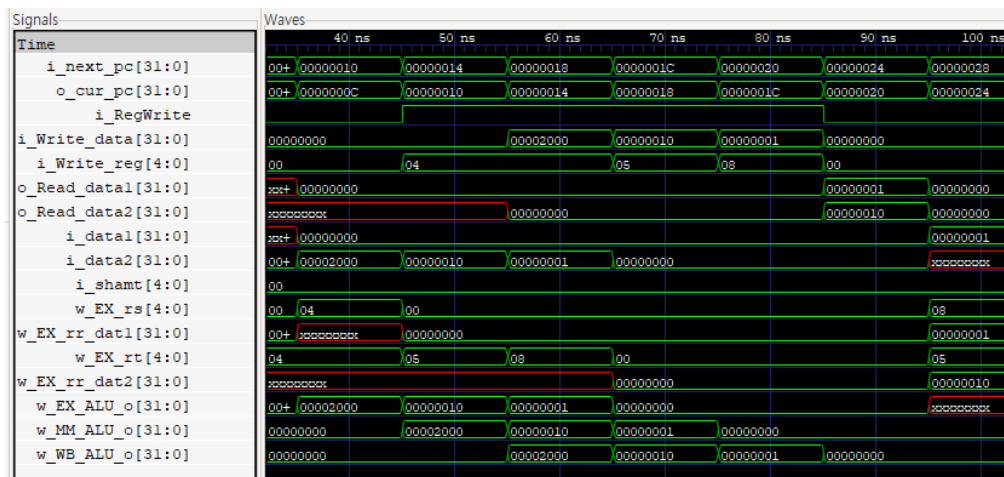 Signals Waves
Time 40 ns 50 ns 60 ns 70 ns 80 ns 90 ns 100 ns
i_next_pc[31:0] 00+ 00000010 00000014 00000018 0000001C 00000020 00000024 00000028
o_cur_pc[31:0] 00+ 0000000C 00000010 00000014 00000018 0000001C 00000020 00000024
i_RegWrite
i_Write_data[31:0] 00000000 00002000 00000010 00000001 00000000
i_Write_reg[4:0] 00 04 05 08 00
o_Read_data1[31:0] xx+ 00000000 00000001 00000000
o_Read_data2[31:0] xxxxxxxx 00000000 00000010 00000000
i_data1[31:0] xx+ 00000000 00000001
i_data2[31:0] 00+ 00002000 00000010 00000001 00000000 xxxxxxxx
i_shamt[4:0] 00
w_EX_rs[4:0] 00 04 00 08
w_EX_rr_dat1[31:0] 00+ xxxxxxxx 00000000 00000001
w_EX_rt[4:0] 04 05 08 00 05
w_EX_rr_dat2[31:0] xxxxxxxx 00000000 00000010
w_EX_ALU_o[31:0] 00+ 00002000 00000010 00000001 00000000 xxxxxxxx
w_MM_ALU_o[31:0] 00000000 00002000 00000010 00000001 00000000
w_WB_ALU_o[31:0] 00000000 00002000 00000010 00000001 00000000